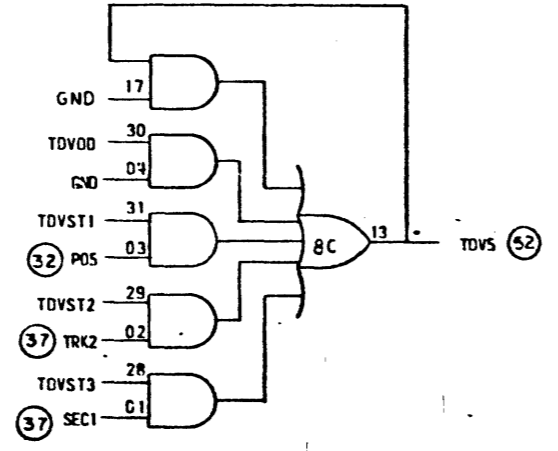 17
GND
30
TDVOD
07
GND
31
TDVST1
03
32 POS
8C
13
TDVS 52
29
TDVST2
02
37 TRK2
28
TDVST3
01
37 SEC1